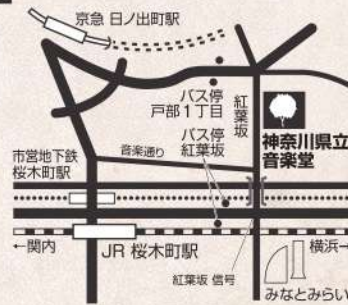 京急 日ノ出町駅
バス停
戸部1丁目
紅葉坂
バス停
紅葉坂
神奈川県立
音楽堂
市営地下鉄
桜木町駅
音楽通り
←関内
JR 桜木町駅
横浜→
紅葉坂 信号
みなとみらい